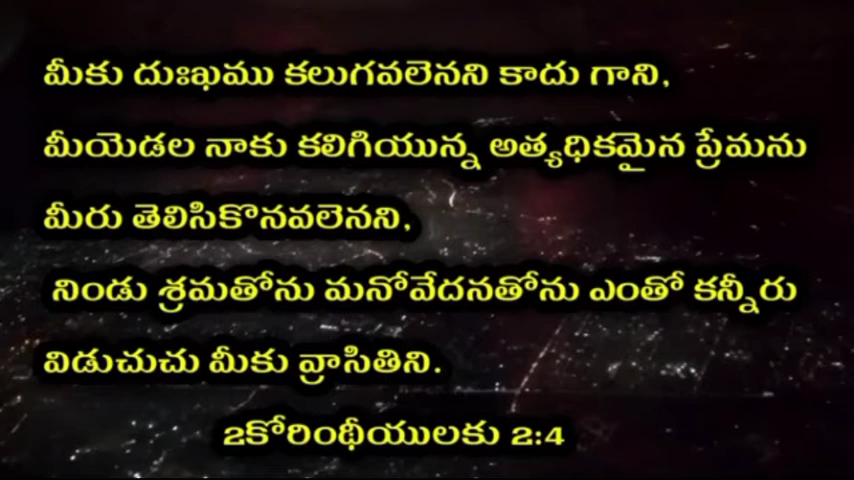 మీకు దుఃఖము కలుగవలెనని కాదు గాని,
మీయెడల నాకు కలిగియున్న అత్యధికమైన ప్రేమను
మీరు తెలిసికొనవలెనని,
నిండు శ్రమతోను మనోవేదనతోను ఎంతో కన్నీరు
విడుచుచు మీకు వ్రాసితిని.
2కోరింథీయులకు 2:4